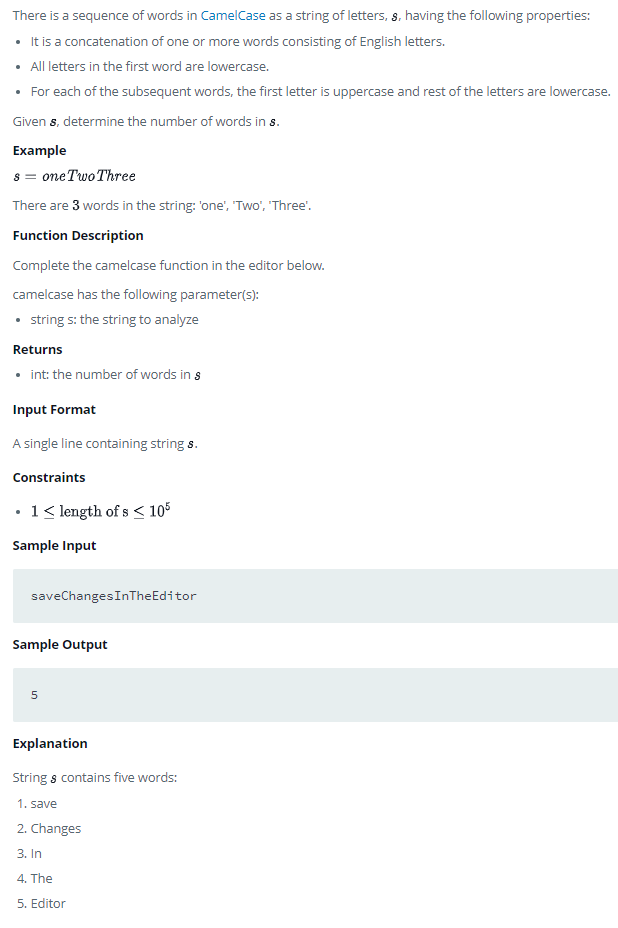 There is a sequence of words in CamelCase as a string of letters, s, having the following properties:
• It is a concatenation of one or more words consisting of English letters.
• All letters in the first word are lowercase.
• For each of the subsequent words, the first letter is uppercase and rest of the letters are lowercase.
Given s, determine the number of words in s.
Example
s = oneTwoThree
There are 3 words in the string: 'one', 'Two', 'Three'.
Function Description
Complete the camelcase function in the editor below.
camelcase has the following parameter(s):
• string s: the string to analyze
Returns
• int: the number of words in s
Input Format
A single line containing string s.
Constraints
• 1 ≤ length of s ≤ 10⁵
Sample Input
saveChangesInTheEditor
Sample Output
5
Explanation
String s contains five words:
1. save
2. Changes
3. In
4. The
5. Editor